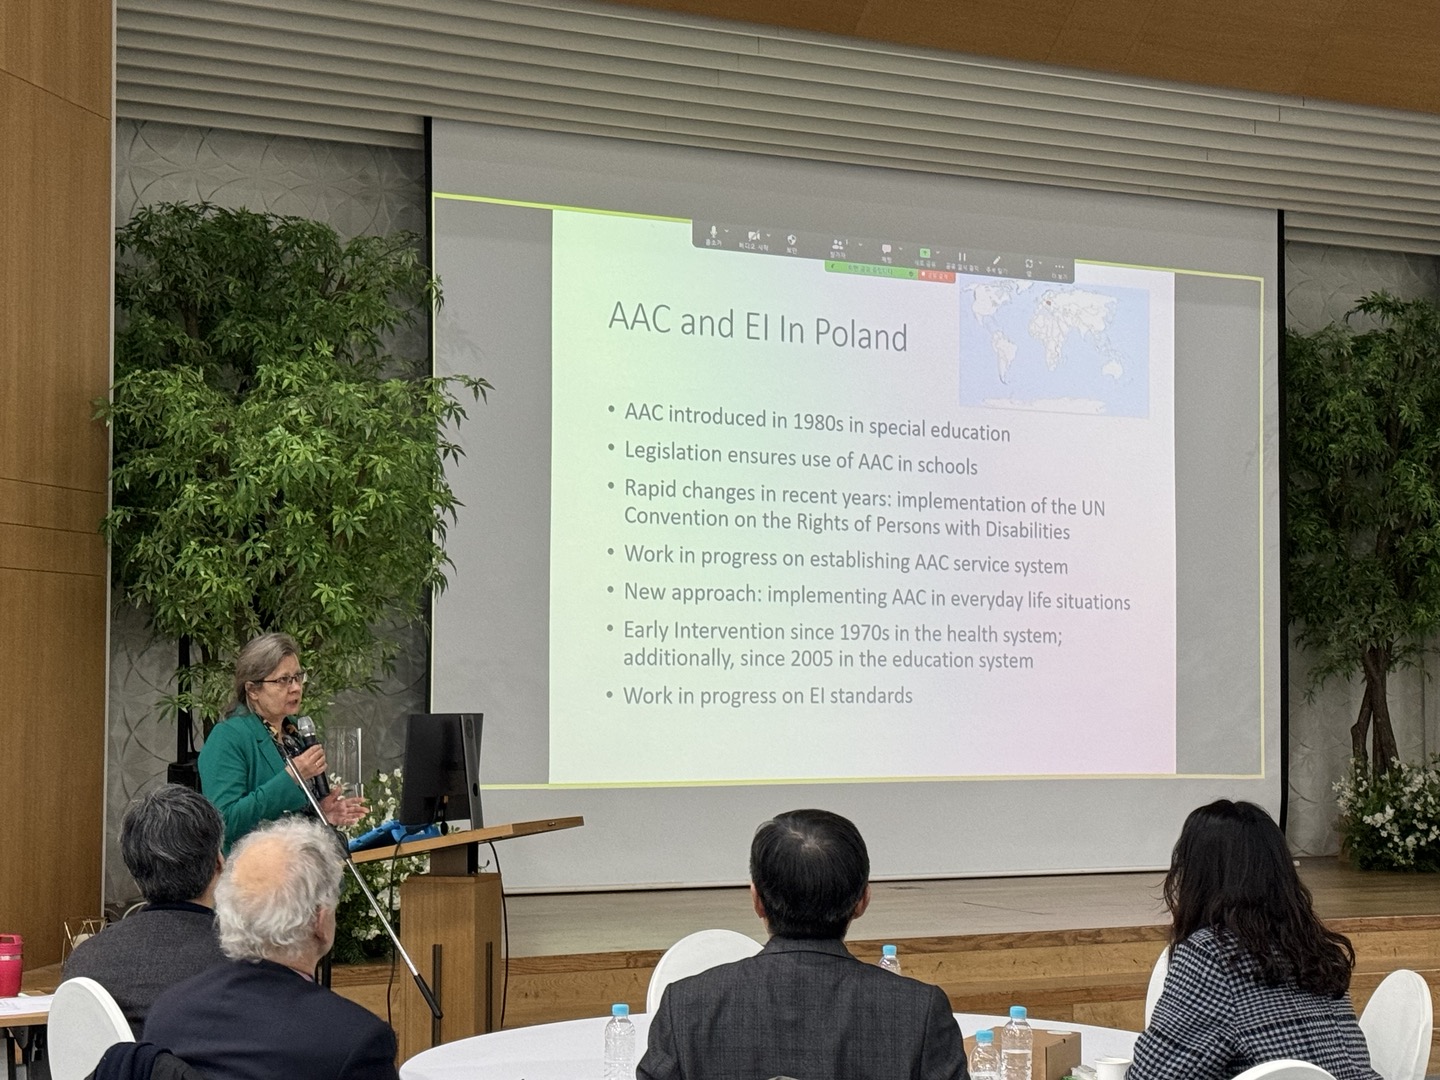 AAC and EI In Poland
• AAC introduced in 1980s in special education
• Legislation ensures use of AAC in schools
• Rapid changes in recent years: implementation of the UN
Convention on the Rights of Persons with Disabilities
• Work in progress on establishing AAC service system
• New approach: implementing AAC in everyday life situations
• Early Intervention since 1970s in the health system;
additionally, since 2005 in the education system
• Work in progress on EI standards